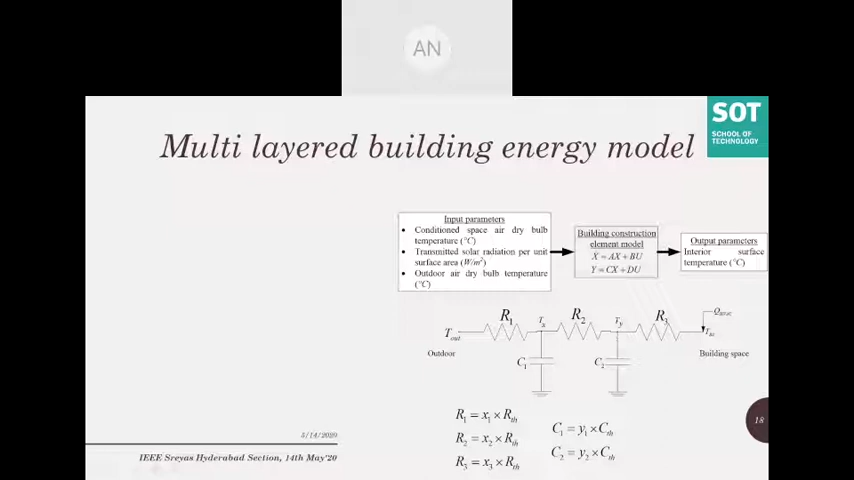 AN
SOT
SCHOOL OF
TECHNOLOGY
Multi layered building energy model
Input parameters
• Conditioned space air dry bulb
temperature (°C)
• Transmitted solar radiation per unit
surface area (W/m²)
• Outdoor air dry bulb temperature
(°C)
Building construction
element model
Ẋ = AX + BU
Y = CX + DU
Output parameters
Interior surface
temperature (°C)
T_out
R₁
T_x
R₂
T_y
R₃
Outdoor
C₁
C₂
Building space
R₁ = x₁ × R_th
R₂ = x₂ × R_th
R₃ = x₃ × R_th
C₁ = y₁ × C_th
C₂ = y₂ × C_th
18
5/14/2020
IEEE Sreyas Hyderabad Section, 14th May'20